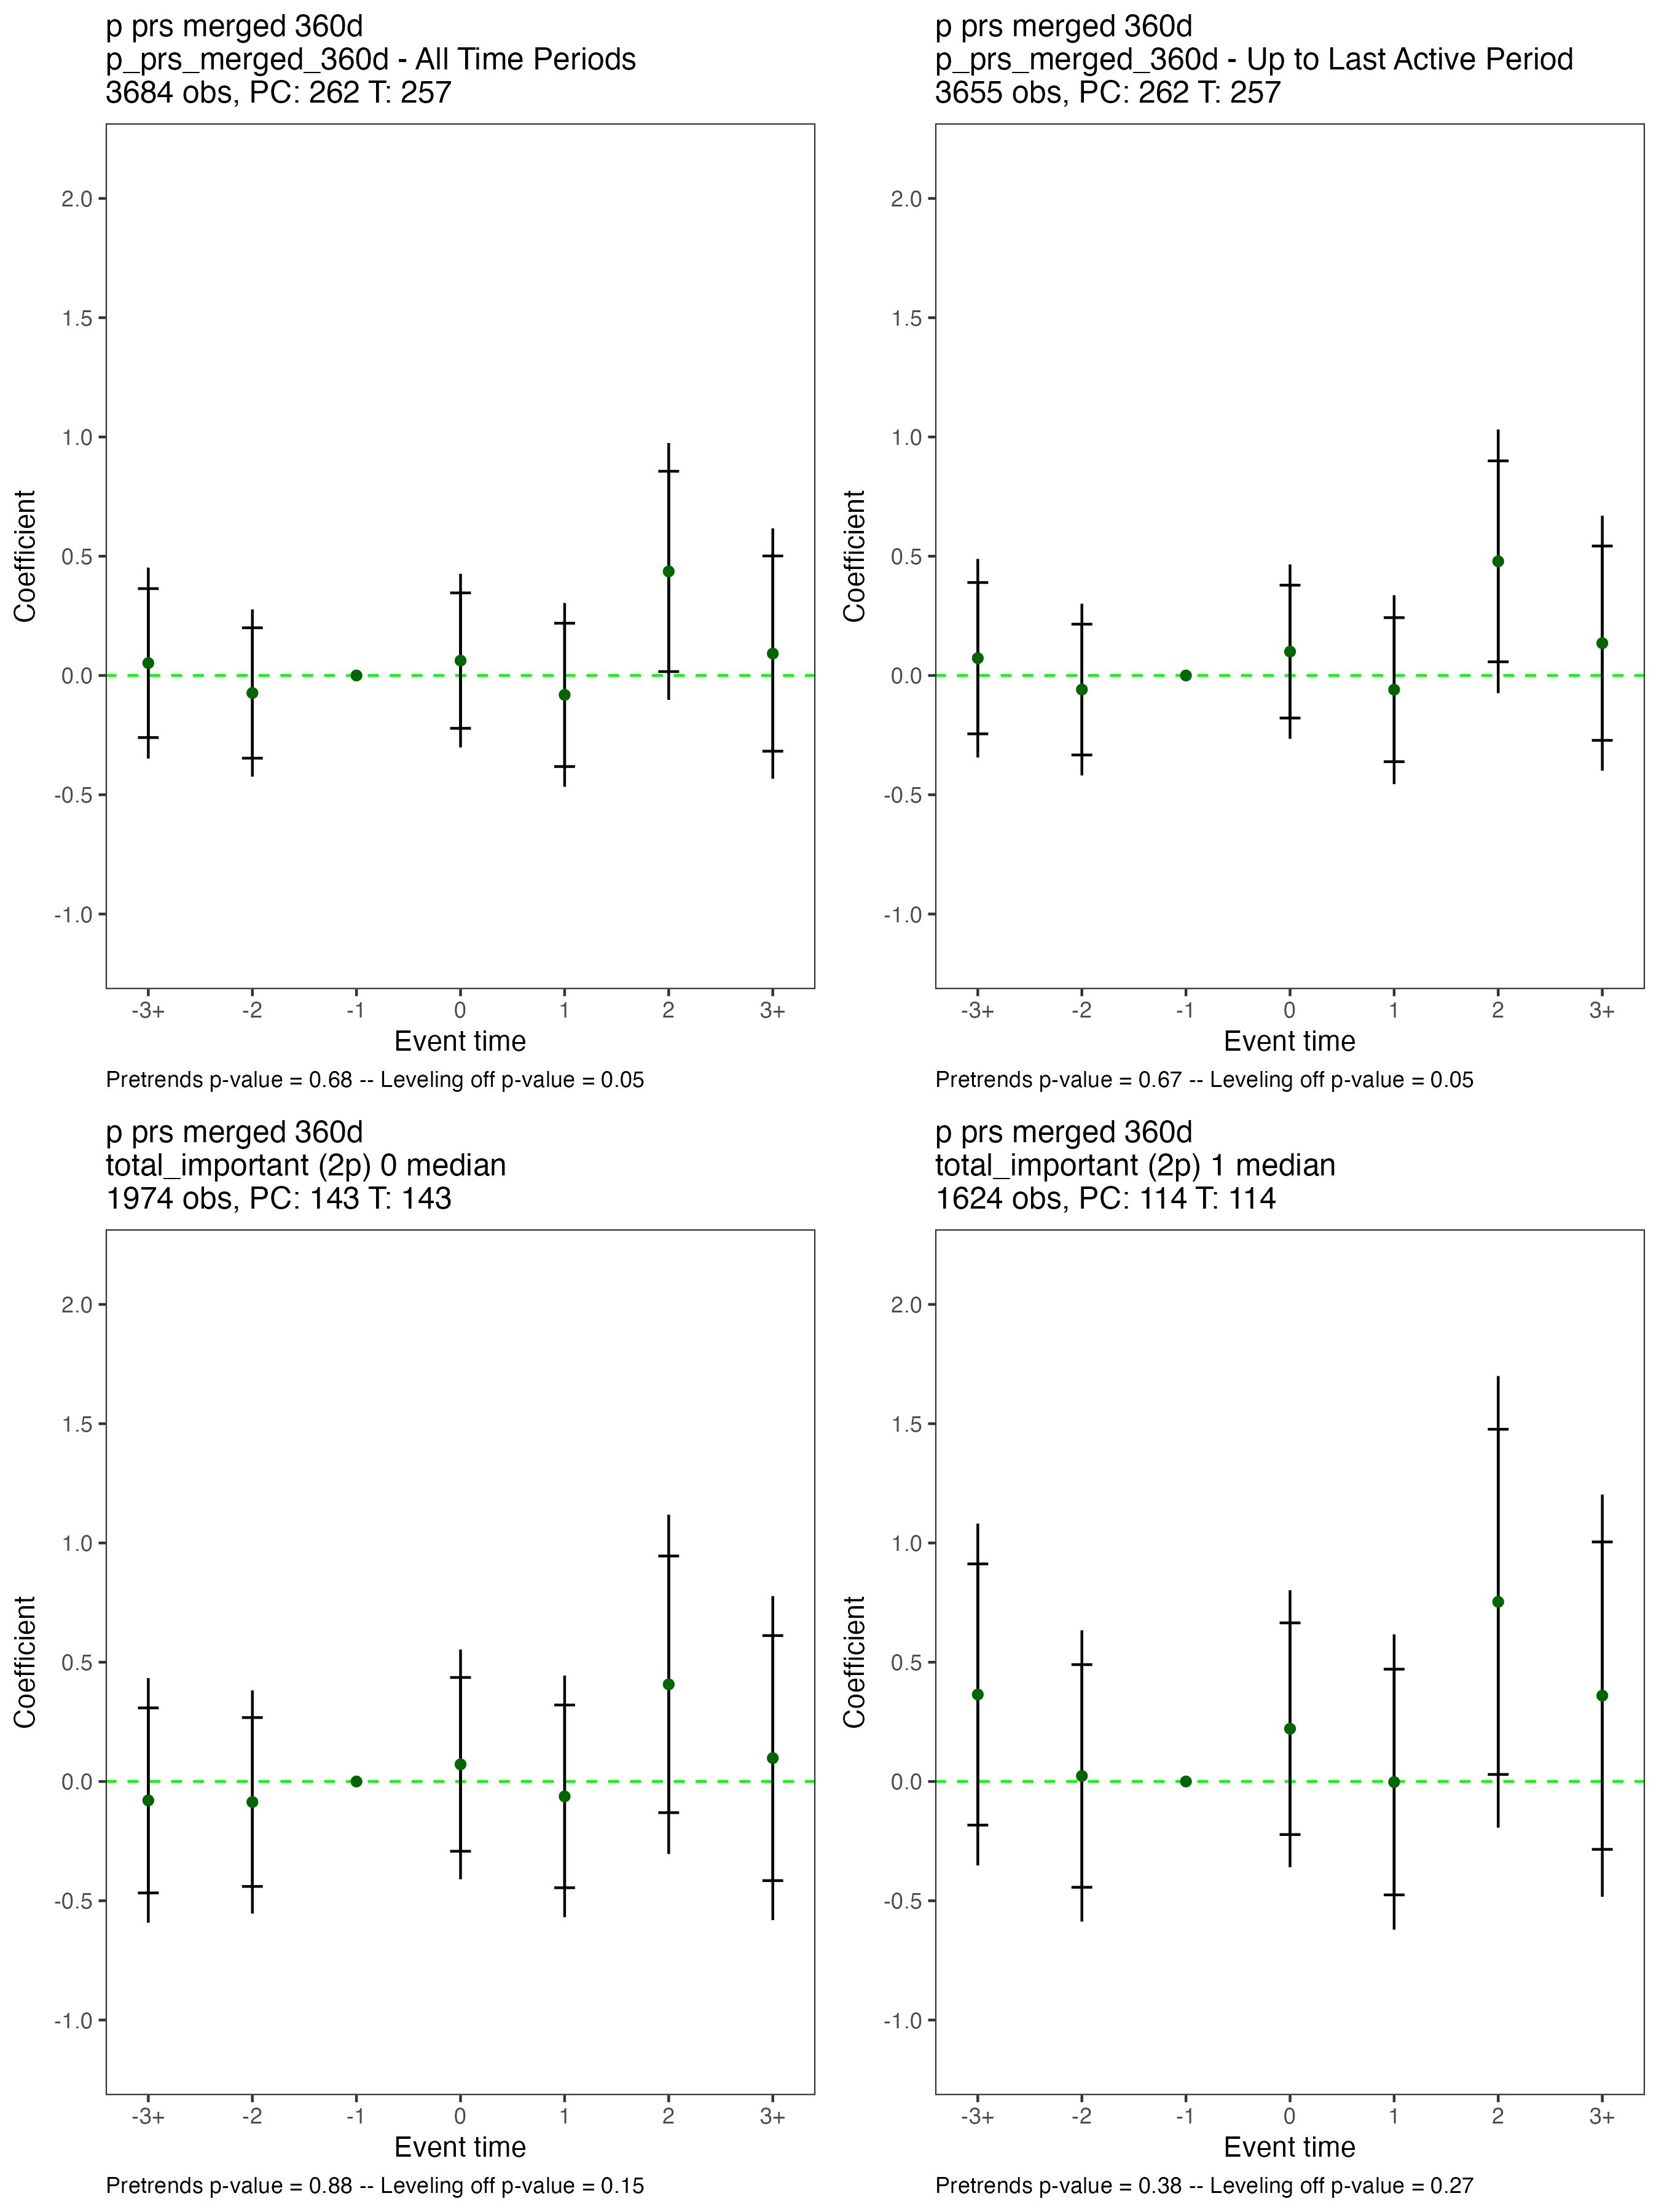 p prs merged 360d
p_prs_merged_360d - All Time Periods
3684 obs, PC: 262 T: 257
Coefficient
2.0
1.5
1.0
0.5
0.0
-0.5
-1.0
-3+ -2 -1 0 1 2 3+
Event time
Pretrends p-value = 0.68 -- Leveling off p-value = 0.05
p prs merged 360d
p_prs_merged_360d - Up to Last Active Period
3655 obs, PC: 262 T: 257
Coefficient
2.0
1.5
1.0
0.5
0.0
-0.5
-1.0
-3+ -2 -1 0 1 2 3+
Event time
Pretrends p-value = 0.67 -- Leveling off p-value = 0.05
p prs merged 360d
total_important (2p) 0 median
1974 obs, PC: 143 T: 143
Coefficient
2.0
1.5
1.0
0.5
0.0
-0.5
-1.0
-3+ -2 -1 0 1 2 3+
Event time
Pretrends p-value = 0.88 -- Leveling off p-value = 0.15
p prs merged 360d
total_important (2p) 1 median
1624 obs, PC: 114 T: 114
Coefficient
2.0
1.5
1.0
0.5
0.0
-0.5
-1.0
-3+ -2 -1 0 1 2 3+
Event time
Pretrends p-value = 0.38 -- Leveling off p-value = 0.27